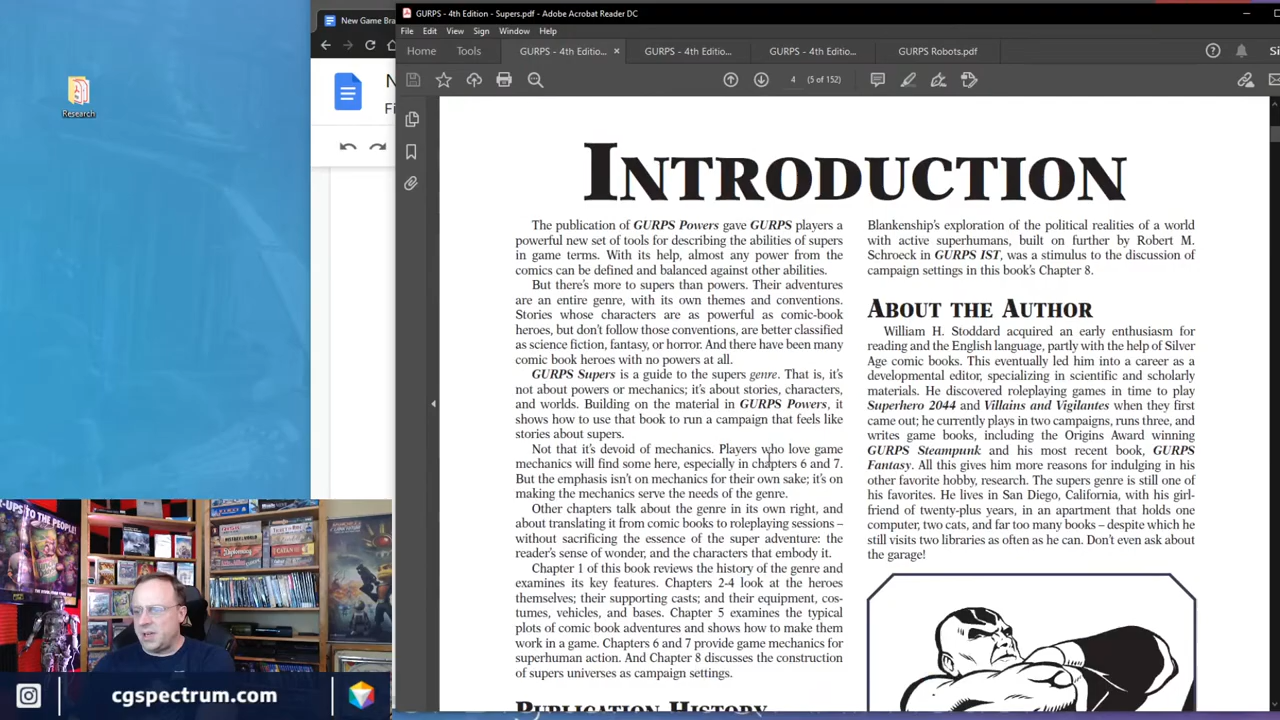 GURPS - 4th Edition - Supers.pdf - Adobe Acrobat Reader DC
New Game Bra
File Edit View Sign Window Help
Home Tools GURPS - 4th Editio... × GURPS - 4th Editio... GURPS - 4th Editio... GURPS Robots.pdf Si
4 (5 of 152)
N
Fi
Research
INTRODUCTION
The publication of GURPS Powers gave GURPS players a
powerful new set of tools for describing the abilities of supers
in game terms. With its help, almost any power from the
comics can be defined and balanced against other abilities.
But there's more to supers than powers. Their adventures
are an entire genre, with its own themes and conventions.
Stories whose characters are as powerful as comic-book
heroes, but don't follow those conventions, are better classified
as science fiction, fantasy, or horror. And there have been many
comic book heroes with no powers at all.
GURPS Supers is a guide to the supers genre. That is, it's
not about powers or mechanics; it's about stories, characters,
and worlds. Building on the material in GURPS Powers, it
shows how to use that book to run a campaign that feels like
stories about supers.
Not that it's devoid of mechanics. Players who love game
mechanics will find some here, especially in chapters 6 and 7.
But the emphasis isn't on mechanics for their own sake; it's on
making the mechanics serve the needs of the genre.
Other chapters talk about the genre in its own right, and
about translating it from comic books to roleplaying sessions –
without sacrificing the essence of the super adventure: the
reader's sense of wonder, and the characters that embody it.
Chapter 1 of this book reviews the history of the genre and
examines its key features. Chapters 2-4 look at the heroes
themselves; their supporting casts; and their equipment, cos-
tumes, vehicles, and bases. Chapter 5 examines the typical
plots of comic book adventures and shows how to make them
work in a game. Chapters 6 and 7 provide game mechanics for
superhuman action. And Chapter 8 discusses the construction
of supers universes as campaign settings.
PUBLICATION HISTORY
Blankenship's exploration of the political realities of a world
with active superhumans, built on further by Robert M.
Schroeck in GURPS IST, was a stimulus to the discussion of
campaign settings in this book's Chapter 8.
ABOUT THE AUTHOR
William H. Stoddard acquired an early enthusiasm for
reading and the English language, partly with the help of Silver
Age comic books. This eventually led him into a career as a
developmental editor, specializing in scientific and scholarly
materials. He discovered roleplaying games in time to play
Superhero 2044 and Villains and Vigilantes when they first
came out; he currently plays in two campaigns, runs three, and
writes game books, including the Origins Award winning
GURPS Steampunk and his most recent book, GURPS
Fantasy. All this gives him more reasons for indulging in his
other favorite hobby, research. The supers genre is still one of
his favorites. He lives in San Diego, California, with his girl-
friend of twenty-plus years, in an apartment that holds one
computer, two cats, and far too many books – despite which he
still visits two libraries as often as he can. Don't even ask about
the garage!
-UPS TO THE PEOPLE!
Diplomacy
CATAN
cgspectrum.com